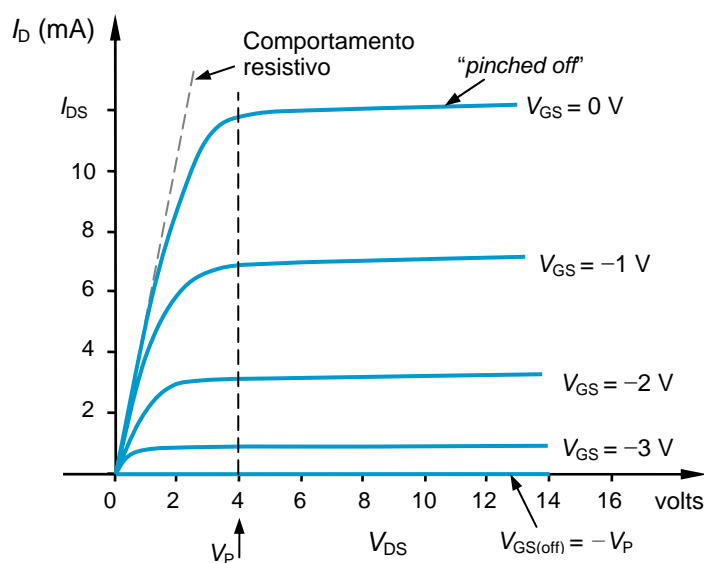 I_D (mA)
Comportamento
resistivo
"pinched off"
I_DS
V_GS = 0 V
10
8
V_GS = −1 V
6
4
V_GS = −2 V
2
V_GS = −3 V
0 2 4 6 8 10 12 14 16 volts
V_P V_DS V_GS(off) = −V_P